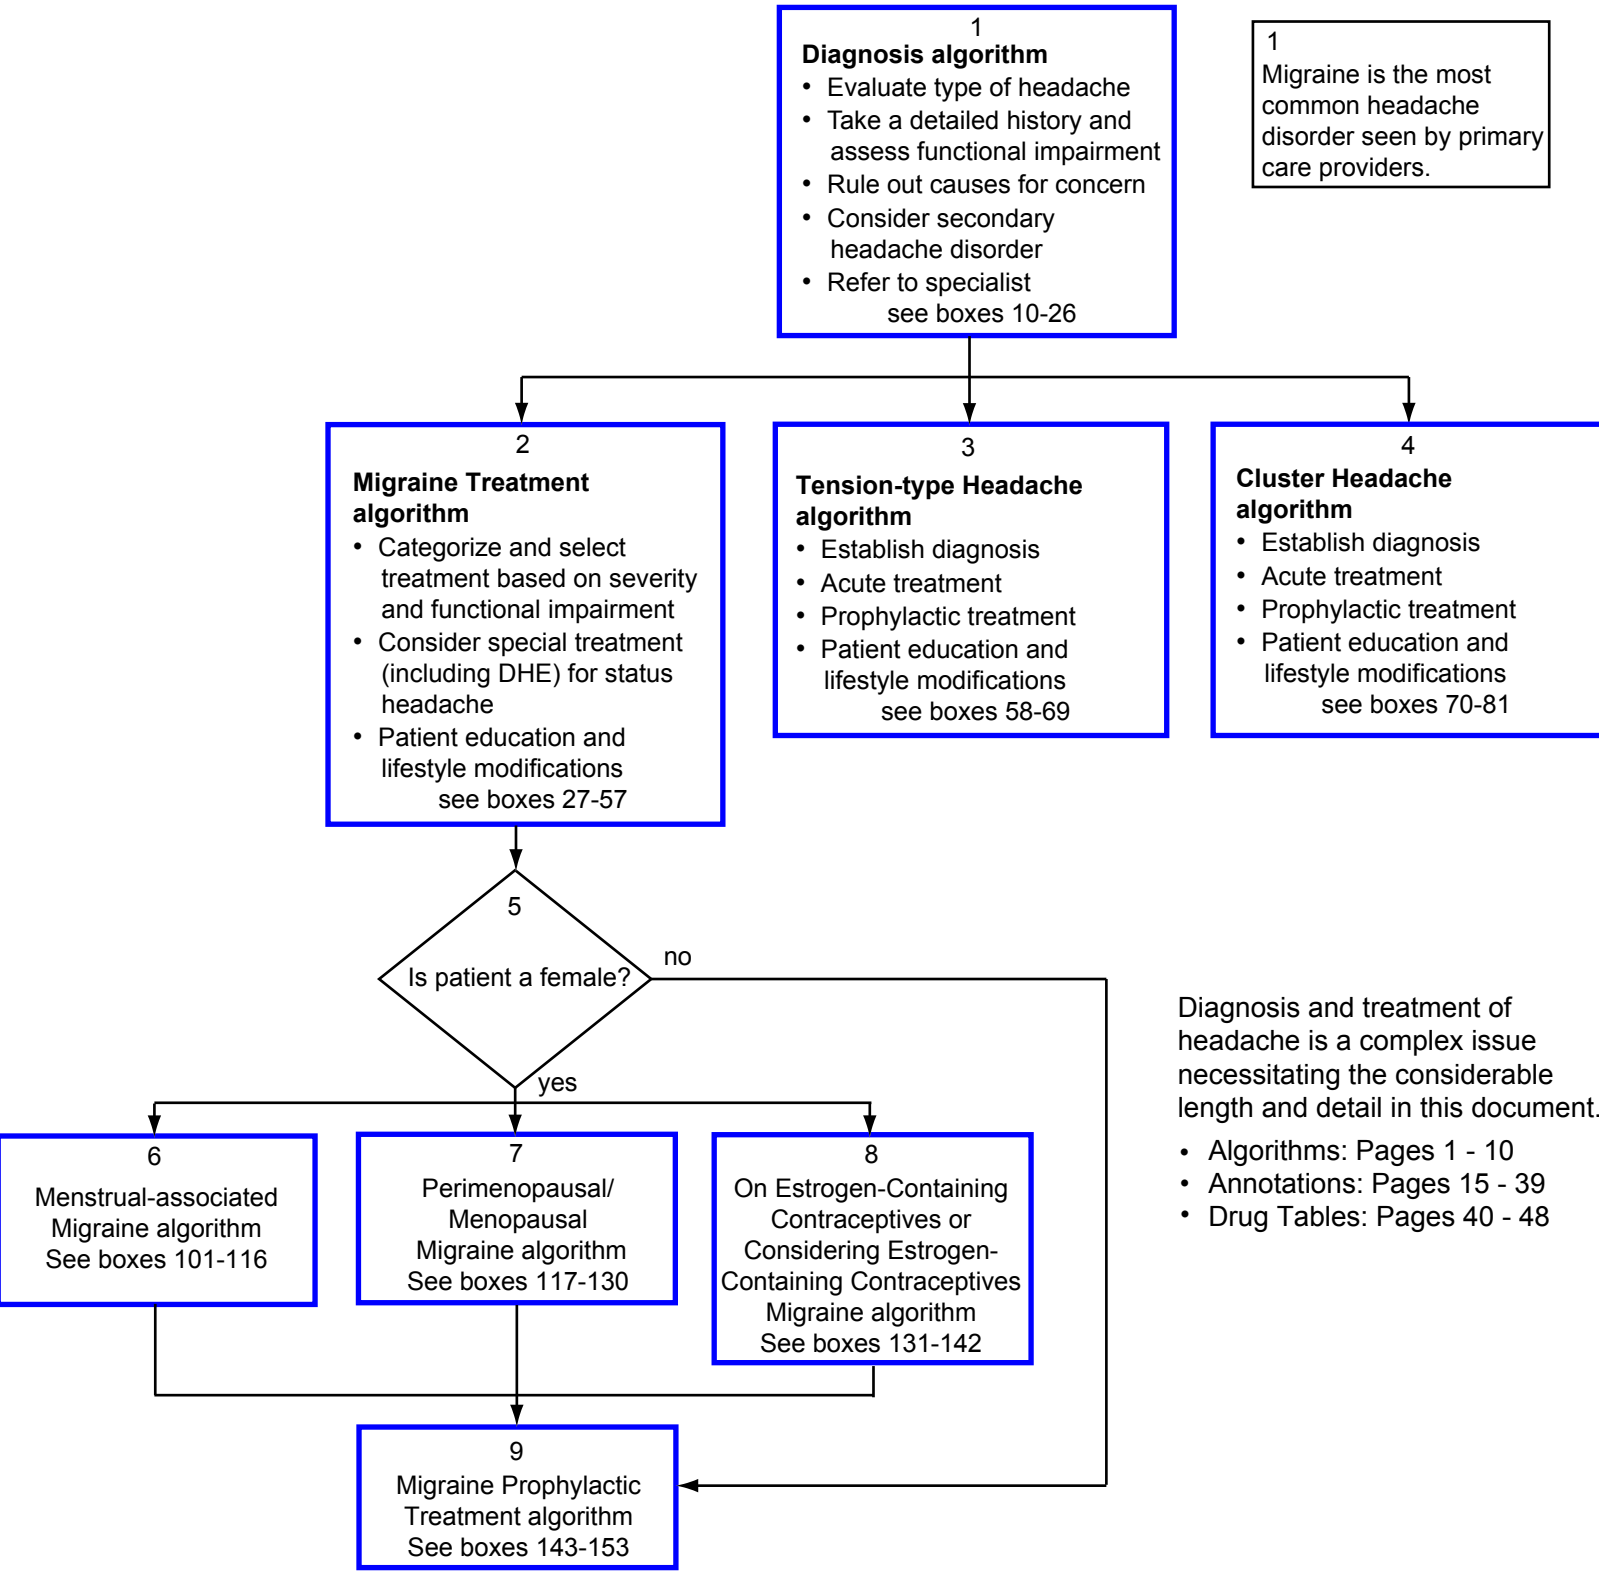 1
Diagnosis algorithm
• Evaluate type of headache
• Take a detailed history and
assess functional impairment
• Rule out causes for concern
• Consider secondary
headache disorder
• Refer to specialist
see boxes 10-26
1
Migraine is the most
common headache
disorder seen by primary
care providers.
2
Migraine Treatment
algorithm
• Categorize and select
treatment based on severity
and functional impairment
• Consider special treatment
(including DHE) for status
headache
• Patient education and
lifestyle modifications
see boxes 27-57
3
Tension-type Headache
algorithm
• Establish diagnosis
• Acute treatment
• Prophylactic treatment
• Patient education and
lifestyle modifications
see boxes 58-69
4
Cluster Headache
algorithm
• Establish diagnosis
• Acute treatment
• Prophylactic treatment
• Patient education and
lifestyle modifications
see boxes 70-81
5
Is patient a female?
no
yes
Diagnosis and treatment of
headache is a complex issue
necessitating the considerable
length and detail in this document.
• Algorithms: Pages 1 - 10
• Annotations: Pages 15 - 39
• Drug Tables: Pages 40 - 48
6
Menstrual-associated
Migraine algorithm
See boxes 101-116
7
Perimenopausal/
Menopausal
Migraine algorithm
See boxes 117-130
8
On Estrogen-Containing
Contraceptives or
Considering Estrogen-
Containing Contraceptives
Migraine algorithm
See boxes 131-142
9
Migraine Prophylactic
Treatment algorithm
See boxes 143-153